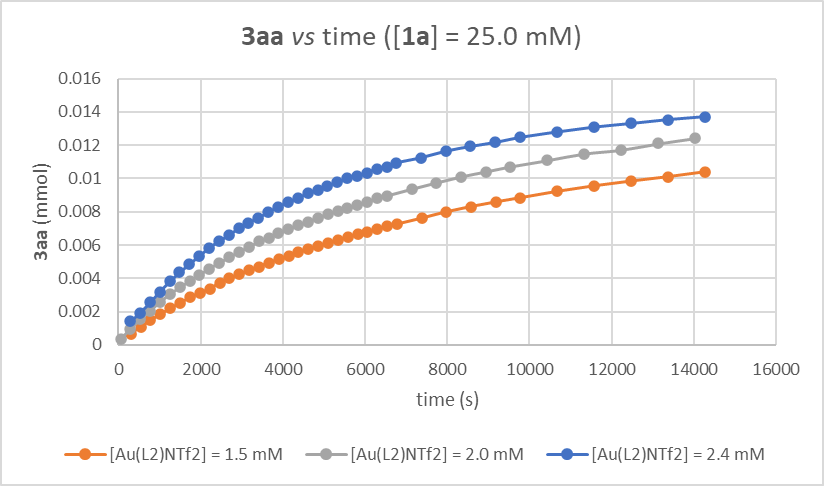 3aa vs time ([1a] = 25.0 mM)
0.016
0.014
0.012
0.01
0.008
0.006
0.004
0.002
0
3aa (mmol)
0 2000 4000 6000 8000 10000 12000 14000 16000
time (s)
[Au(L2)NTf2] = 1.5 mM [Au(L2)NTf2] = 2.0 mM [Au(L2)NTf2] = 2.4 mM